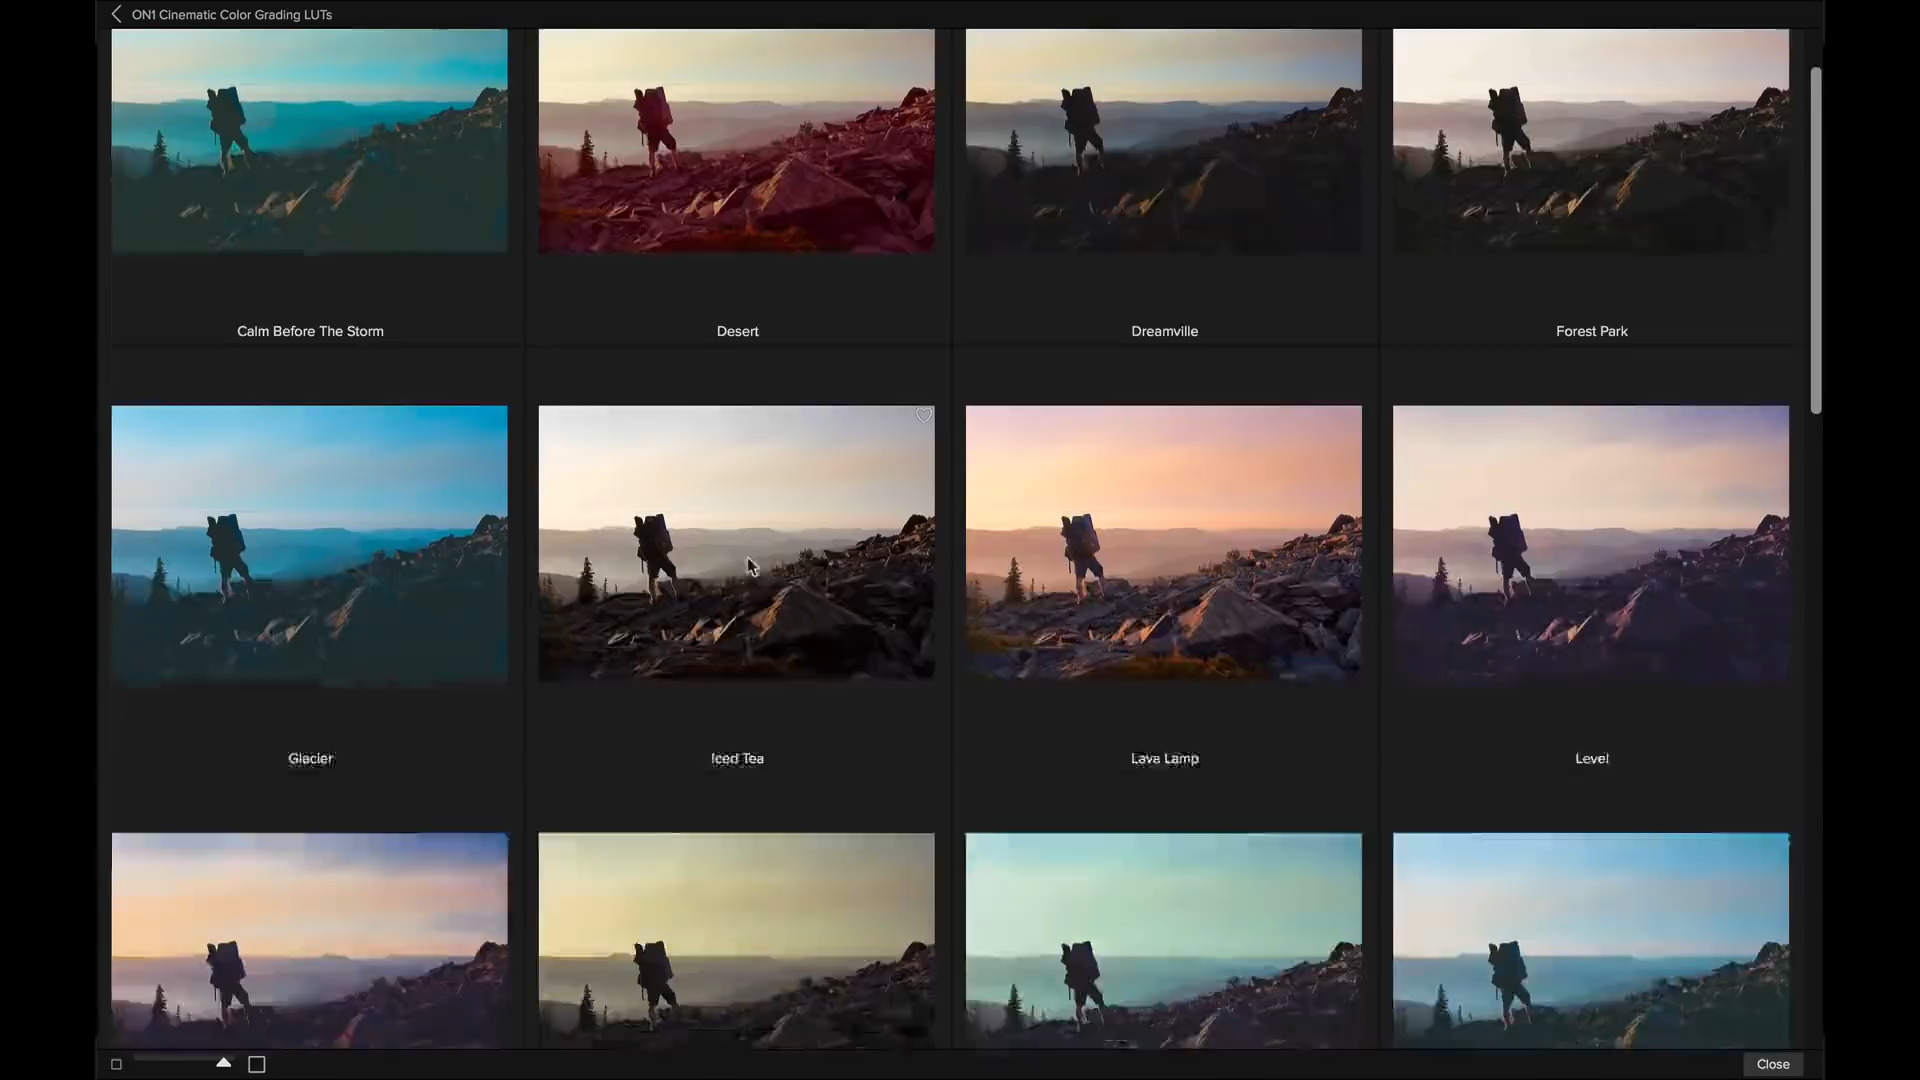 ON1 Cinematic Color Grading LUTs
Calm Before The Storm
Desert
Dreamville
Forest Park
Glacier
Iced Tea
Lava Lamp
Level
Close